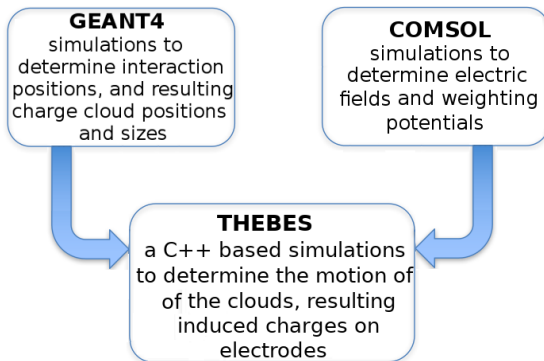 GEANT4
simulations to
determine interaction
positions, and resulting
charge cloud positions
and sizes
COMSOL
simulations to
determine electric
fields and weighting
potentials
THEBES
a C++ based simulations
to determine the motion of
of the clouds, resulting
induced charges on
electrodes